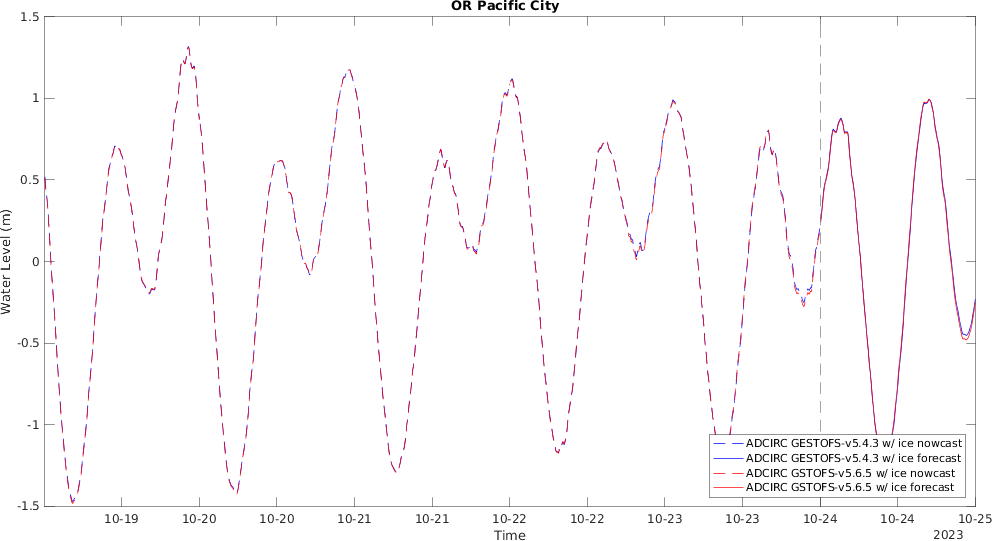 OR Pacific City
1.5
1
0.5
0
-0.5
-1
-1.5
Water Level (m)
10-19
10-20
10-20
10-21
10-21
10-22
10-22
10-23
10-23
10-24
10-24
10-25
2023
Time
ADCIRC GESTOFS-v5.4.3 w/ ice nowcast
ADCIRC GESTOFS-v5.4.3 w/ ice forecast
ADCIRC GSTOFS-v5.6.5 w/ ice nowcast
ADCIRC GSTOFS-v5.6.5 w/ ice forecast